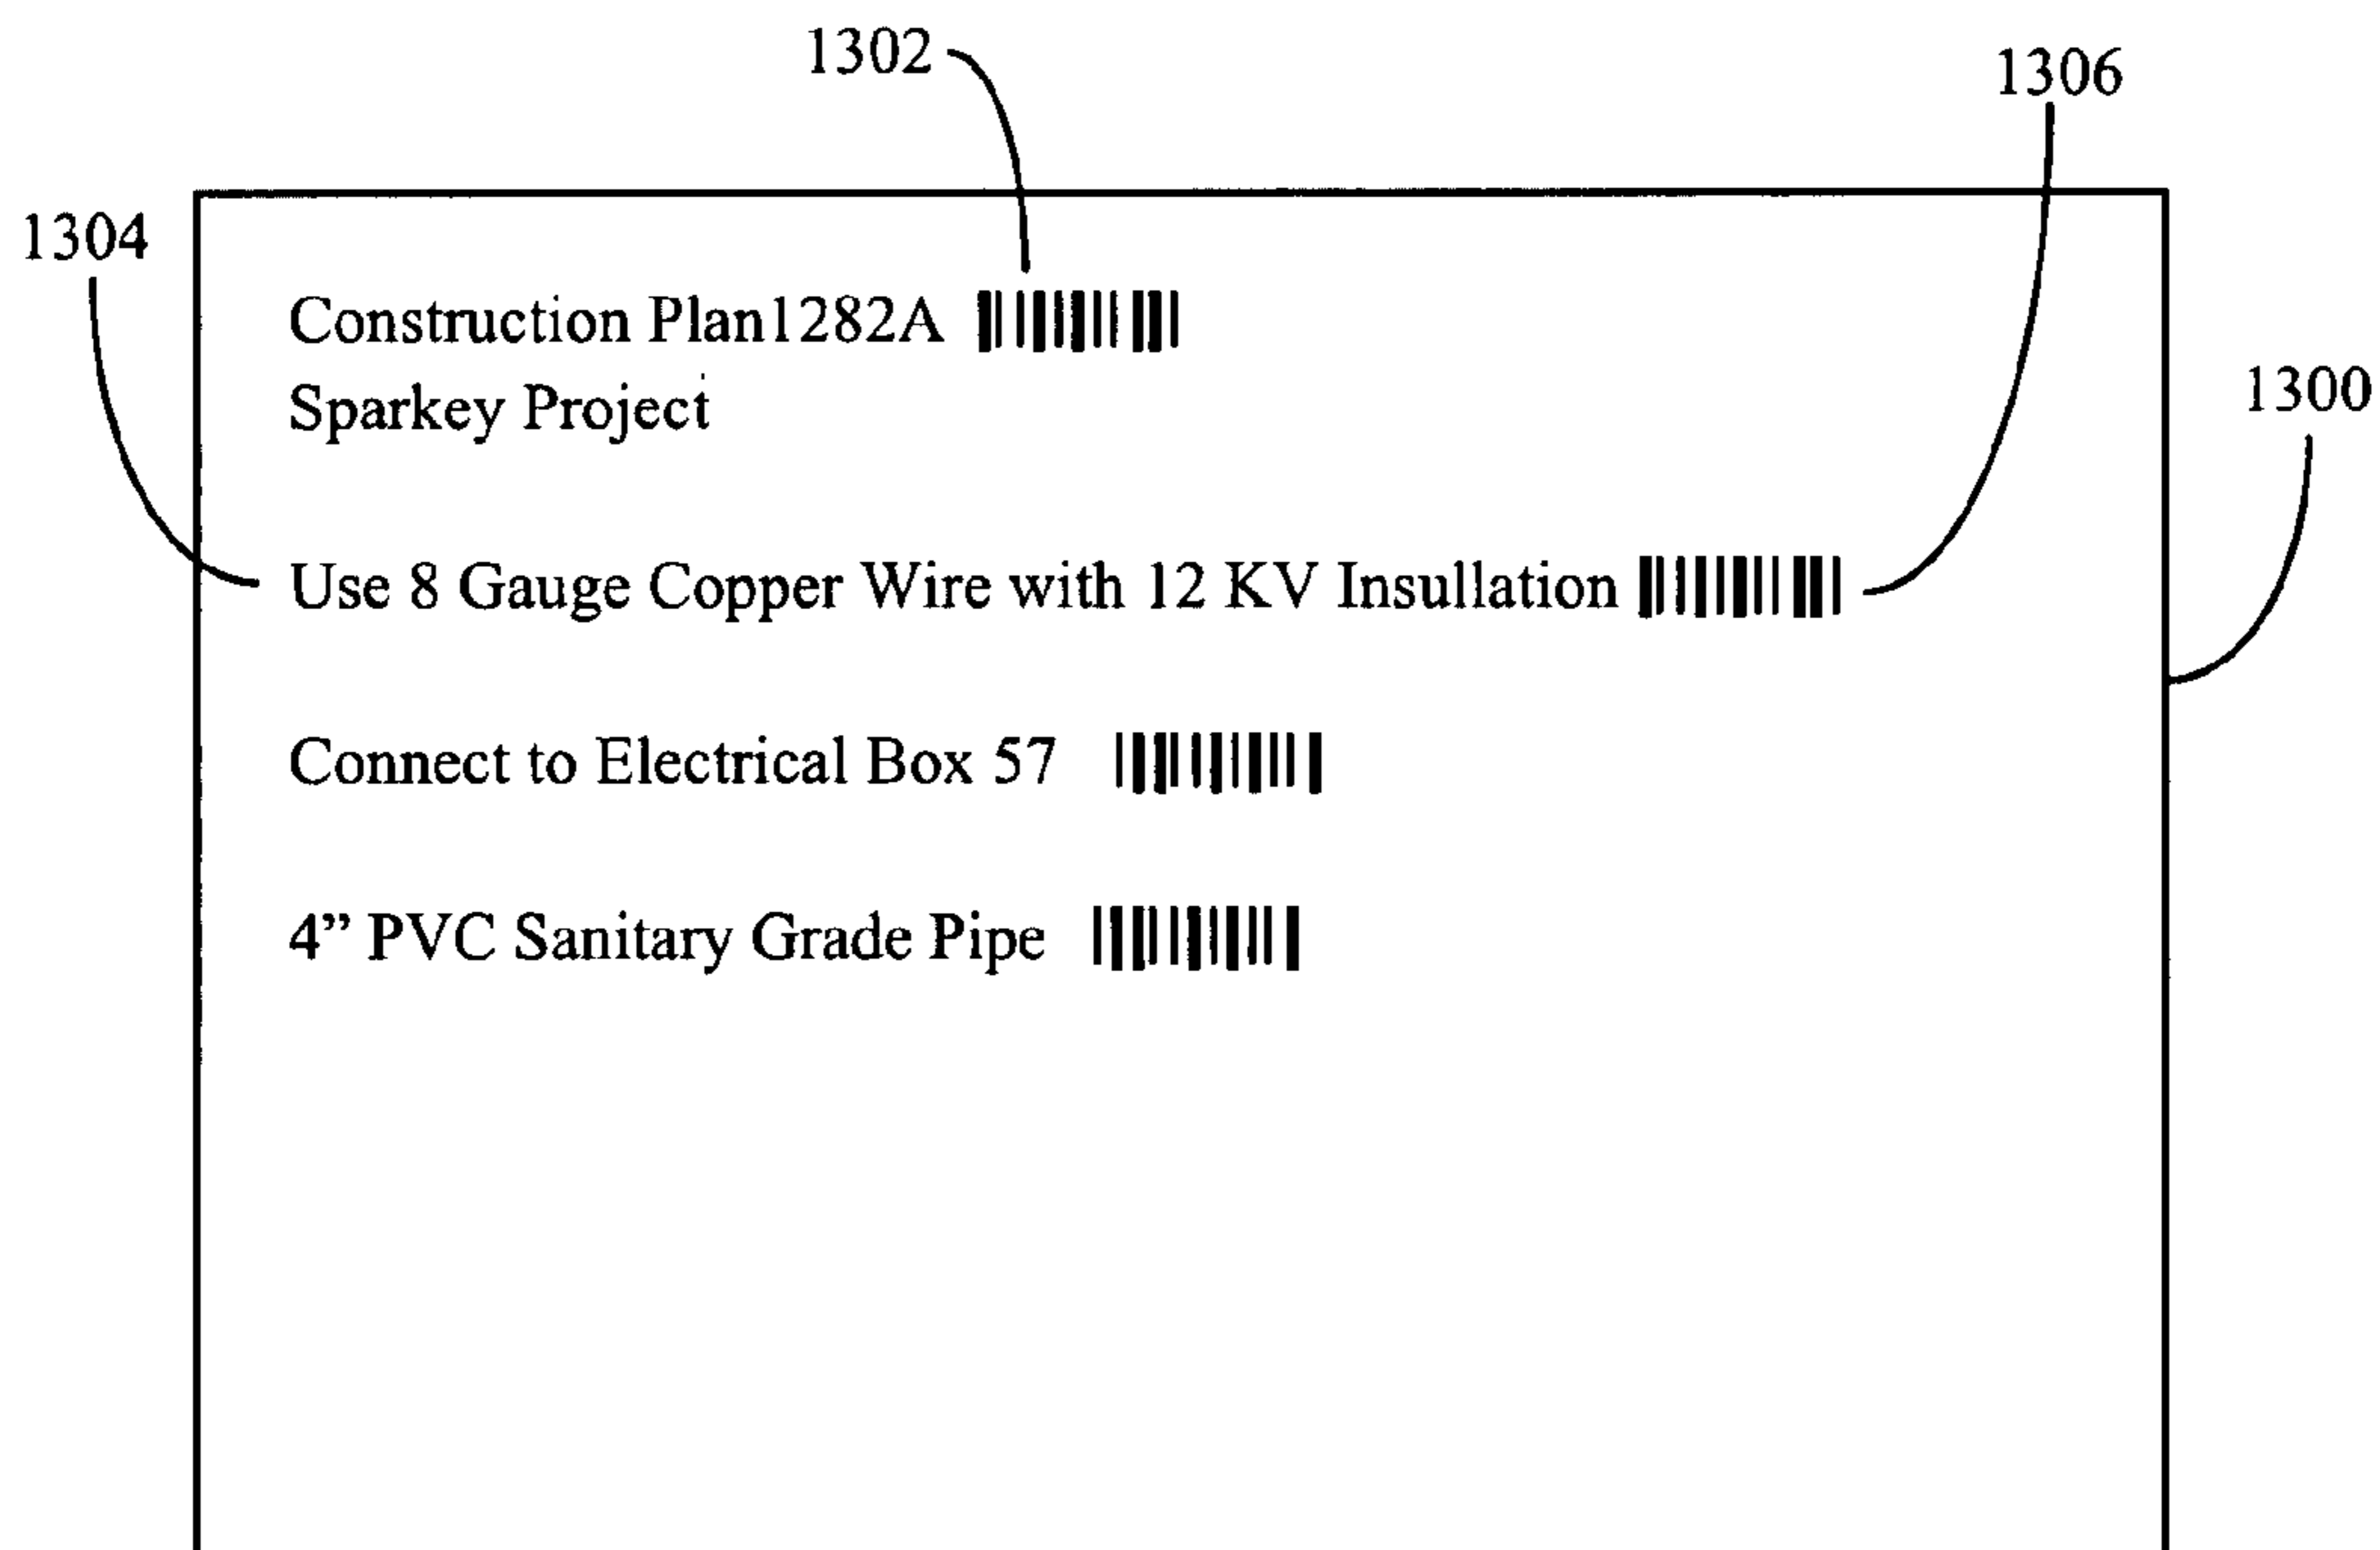 1302
1306
1304
Construction Plan1282A
Sparkey Project
1300
Use 8 Gauge Copper Wire with 12 KV Insullation
Connect to Electrical Box 57
4” PVC Sanitary Grade Pipe